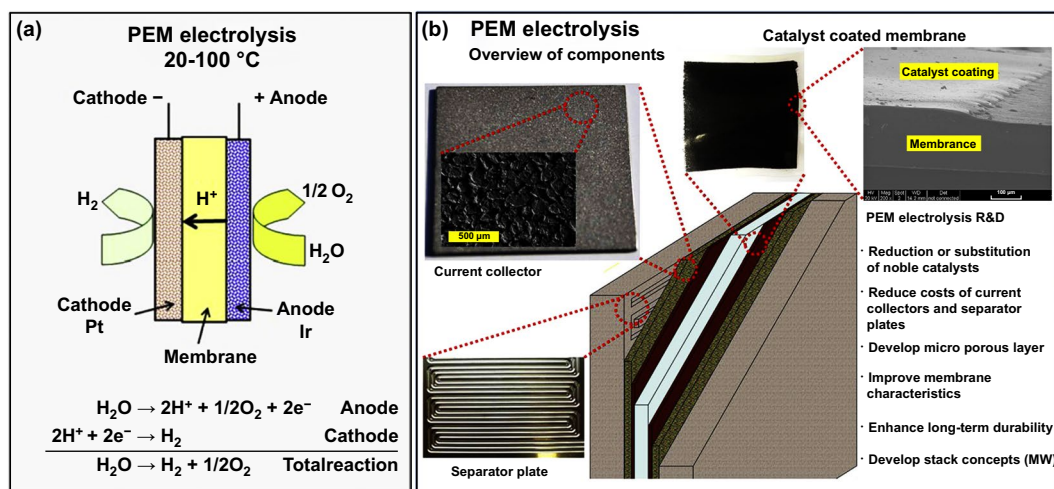 (a)
PEM electrolysis
20-100 °C
Cathode −
+ Anode
H₂
H⁺
1/2 O₂
H₂O
Cathode
Pt
Anode
Ir
Membrane
H₂O → 2H⁺ + 1/2O₂ + 2e⁻ Anode
2H⁺ + 2e⁻ → H₂ Cathode
H₂O → H₂ + 1/2O₂ Totalreaction
(b) PEM electrolysis
Overview of components
Catalyst coated membrane
Catalyst coating
Membrance
100 µm
500 µm
Current collector
Separator plate
PEM electrolysis R&D
· Reduction or substitution
of noble catalysts
· Reduce costs of current
collectors and separator
plates
· Develop micro porous layer
· Improve membrane
characteristics
· Enhance long-term durability
· Develop stack concepts (MW)